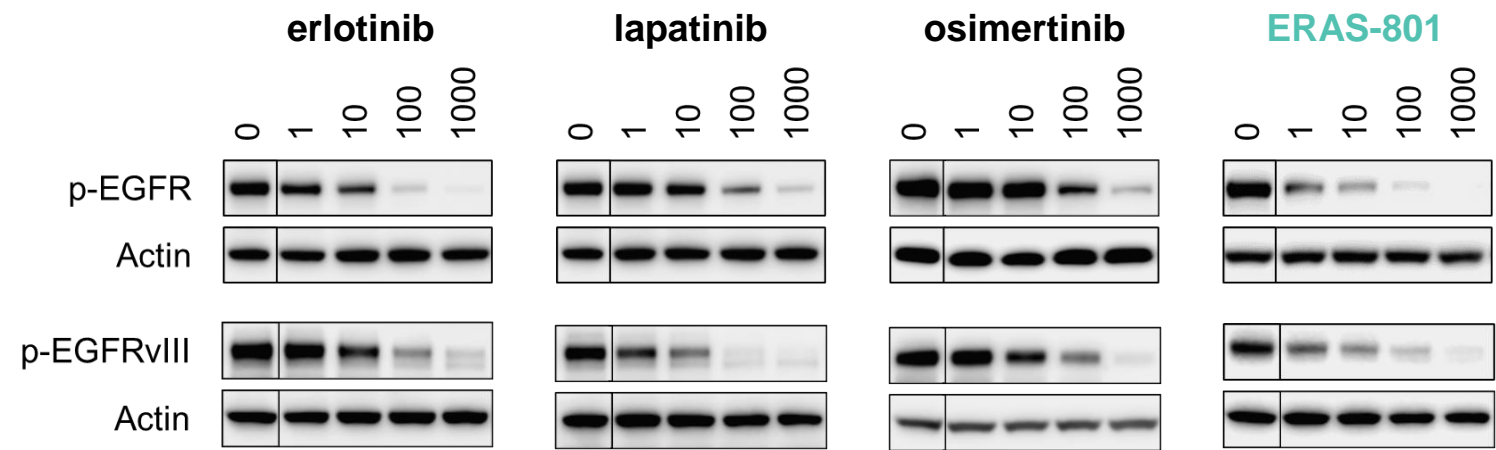 erlotinib lapatinib osimertinib ERAS-801
0 1 10 100 1000 0 1 10 100 1000 0 1 10 100 1000 0 1 10 100 1000
p-EGFR
Actin
p-EGFRvIII
Actin